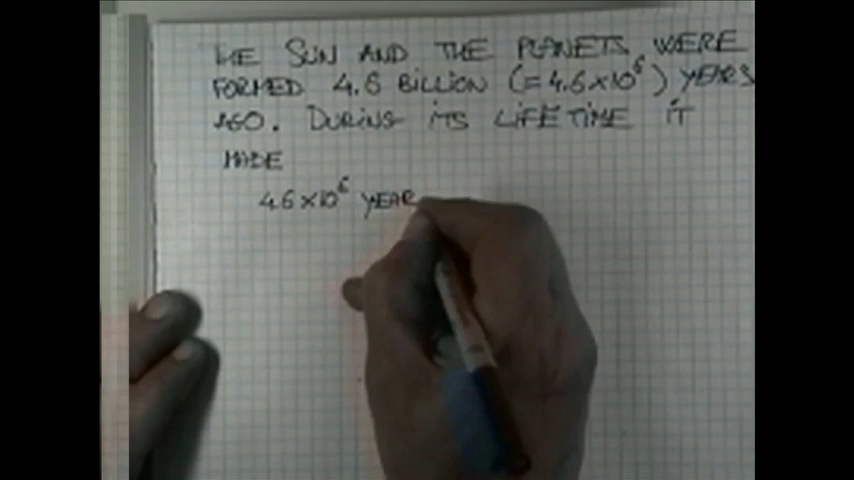 THE SUN AND THE PLANETS WERE
FORMED 4.6 BILLION (= 4.6×10⁶) YEARS
AGO. DURING ITS LIFETIME IT
MADE
4.6×10⁶ YEAR